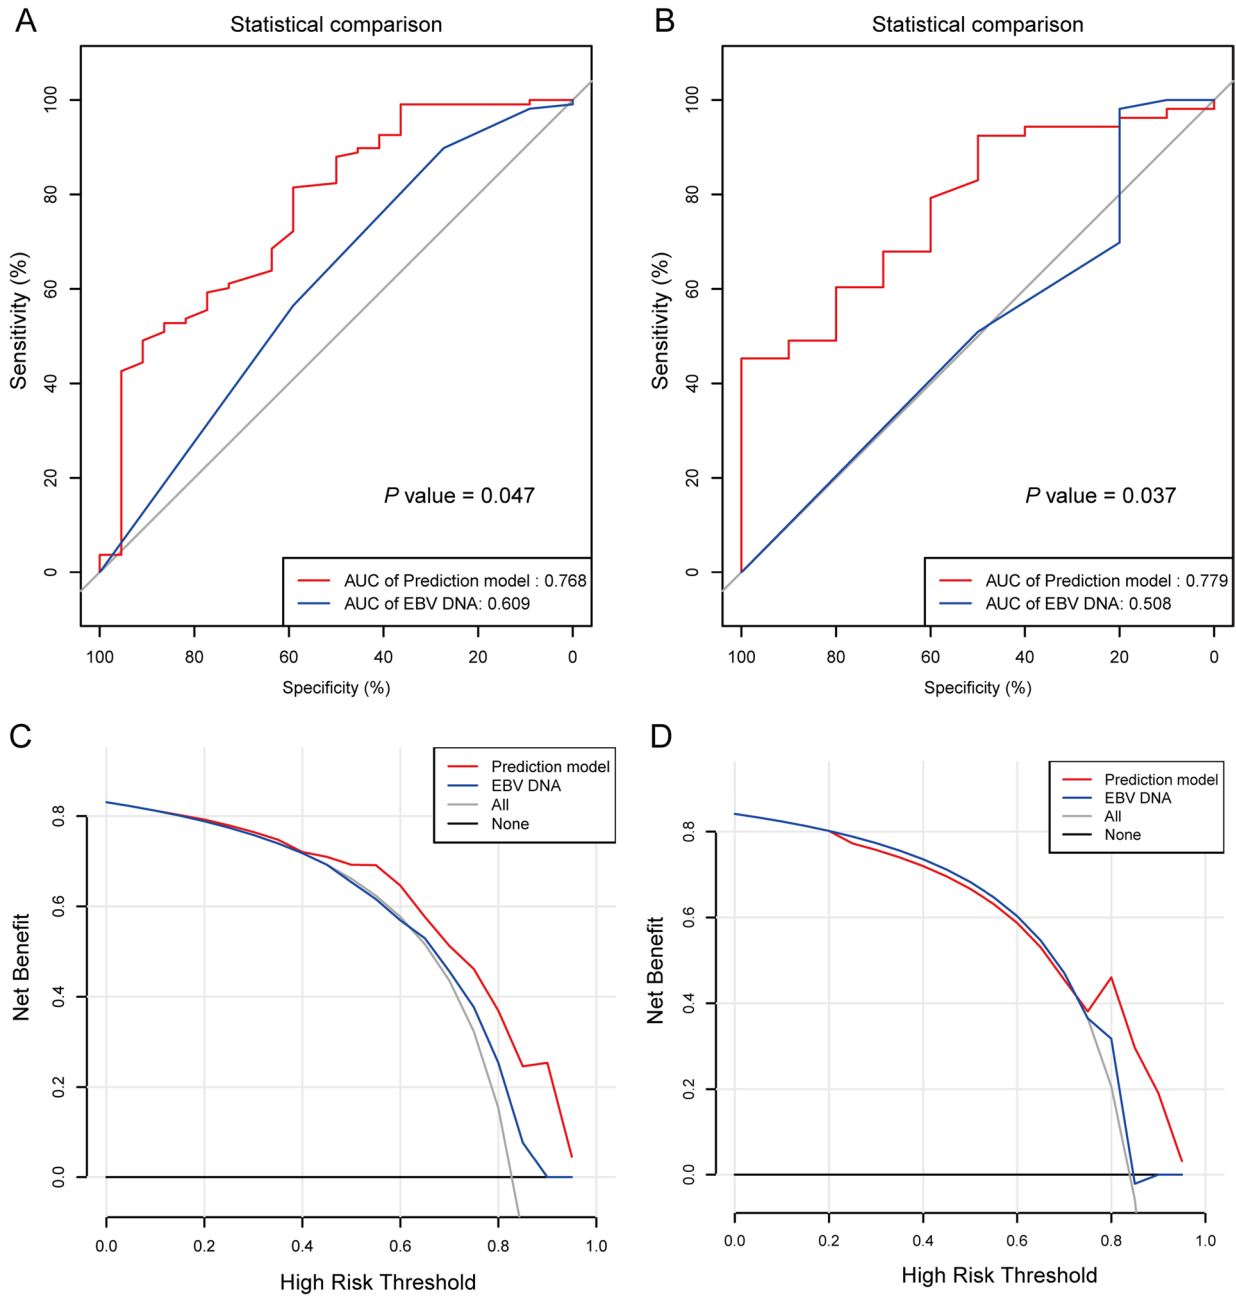 A
Statistical comparison
Sensitivity (%)
100
80
60
40
20
0
P value = 0.047
AUC of Prediction model : 0.768
AUC of EBV DNA: 0.609
100 80 60 40 20 0
Specificity (%)
B
Statistical comparison
Sensitivity (%)
100
80
60
40
20
0
P value = 0.037
AUC of Prediction model : 0.779
AUC of EBV DNA: 0.508
100 80 60 40 20 0
Specificity (%)
C
Net Benefit
0.8
0.6
0.4
0.2
0.0
Prediction model
EBV DNA
All
None
0.0 0.2 0.4 0.6 0.8 1.0
High Risk Threshold
D
Net Benefit
0.8
0.6
0.4
0.2
0.0
Prediction model
EBV DNA
All
None
0.0 0.2 0.4 0.6 0.8 1.0
High Risk Threshold